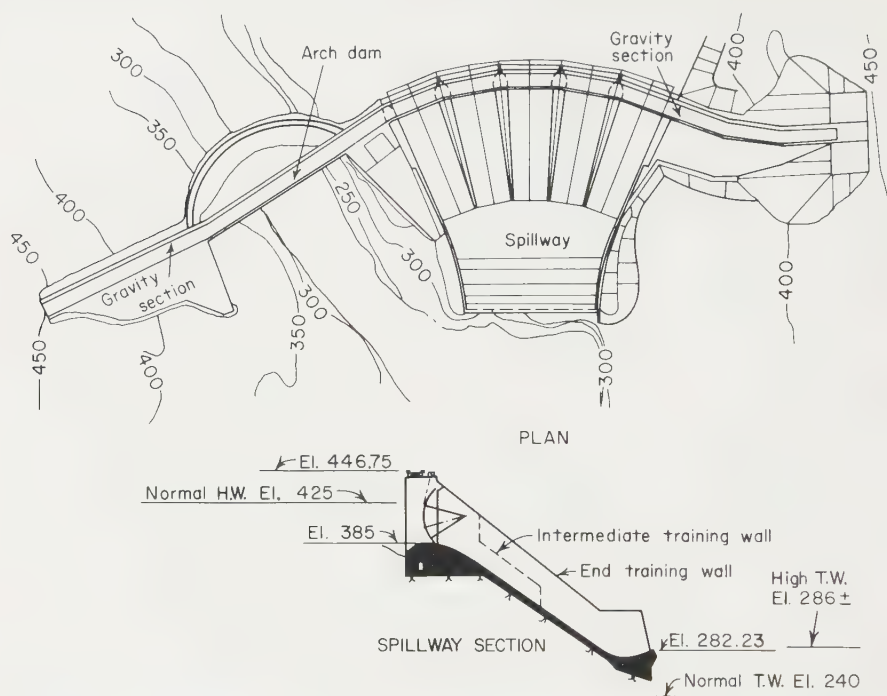 300
350
400
450
Arch dam
Gravity
section
400
450
250
300
Spillway
Gravity
section
300
350
400
450
400
300
PLAN
El. 446.75
Normal H.W. El. 425
El. 385
Intermediate training wall
End training wall
High T.W.
El. 286±
SPILLWAY SECTION
El. 282.23
Normal T.W. El. 240